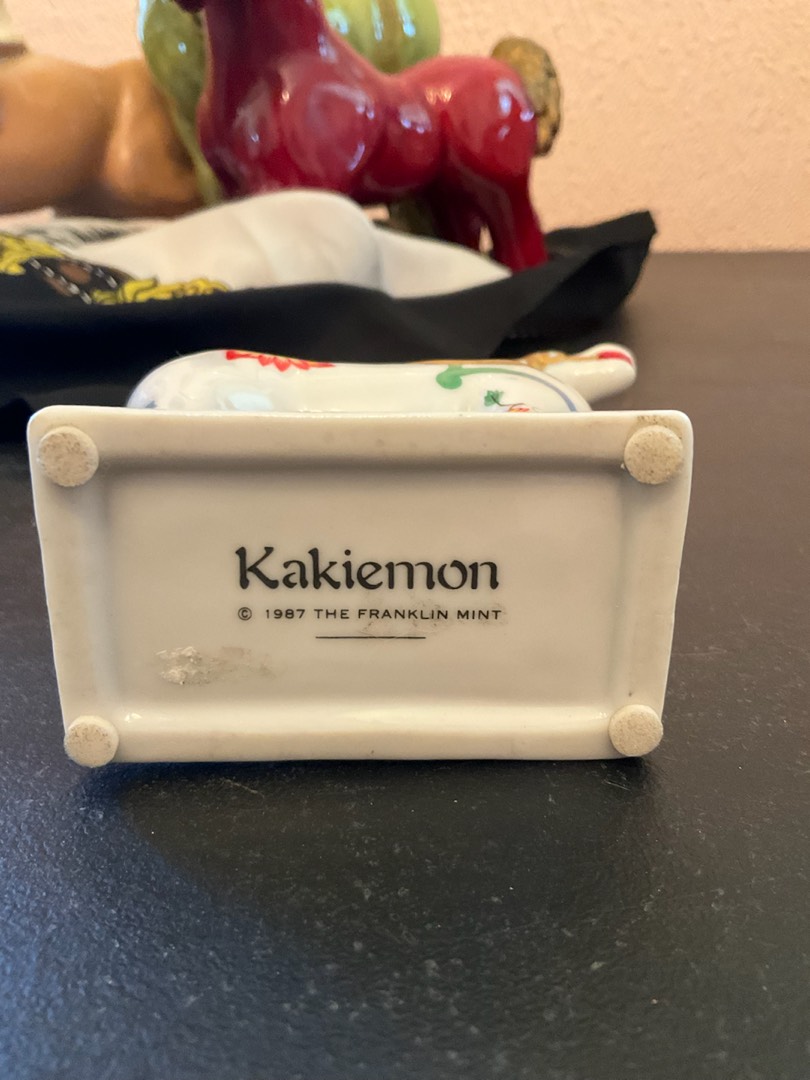 Kakiemon
© 1987 THE FRANKLIN MINT